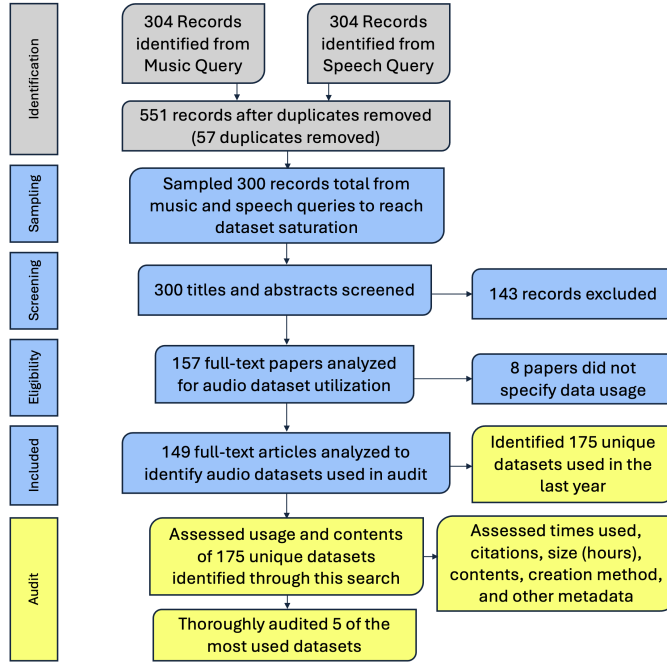 Identification
304 Records
identified from
Music Query
304 Records
identified from
Speech Query
551 records after duplicates removed
(57 duplicates removed)
Sampling
Sampled 300 records total from
music and speech queries to reach
dataset saturation
Screening
300 titles and abstracts screened
143 records excluded
Eligibility
157 full-text papers analyzed
for audio dataset utilization
8 papers did not
specify data usage
Included
149 full-text articles analyzed to
identify audio datasets used in audit
Identified 175 unique
datasets used in the
last year
Audit
Assessed usage and contents
of 175 unique datasets
identified through this search
Assessed times used,
citations, size (hours),
contents, creation method,
and other metadata
Thoroughly audited 5 of the
most used datasets